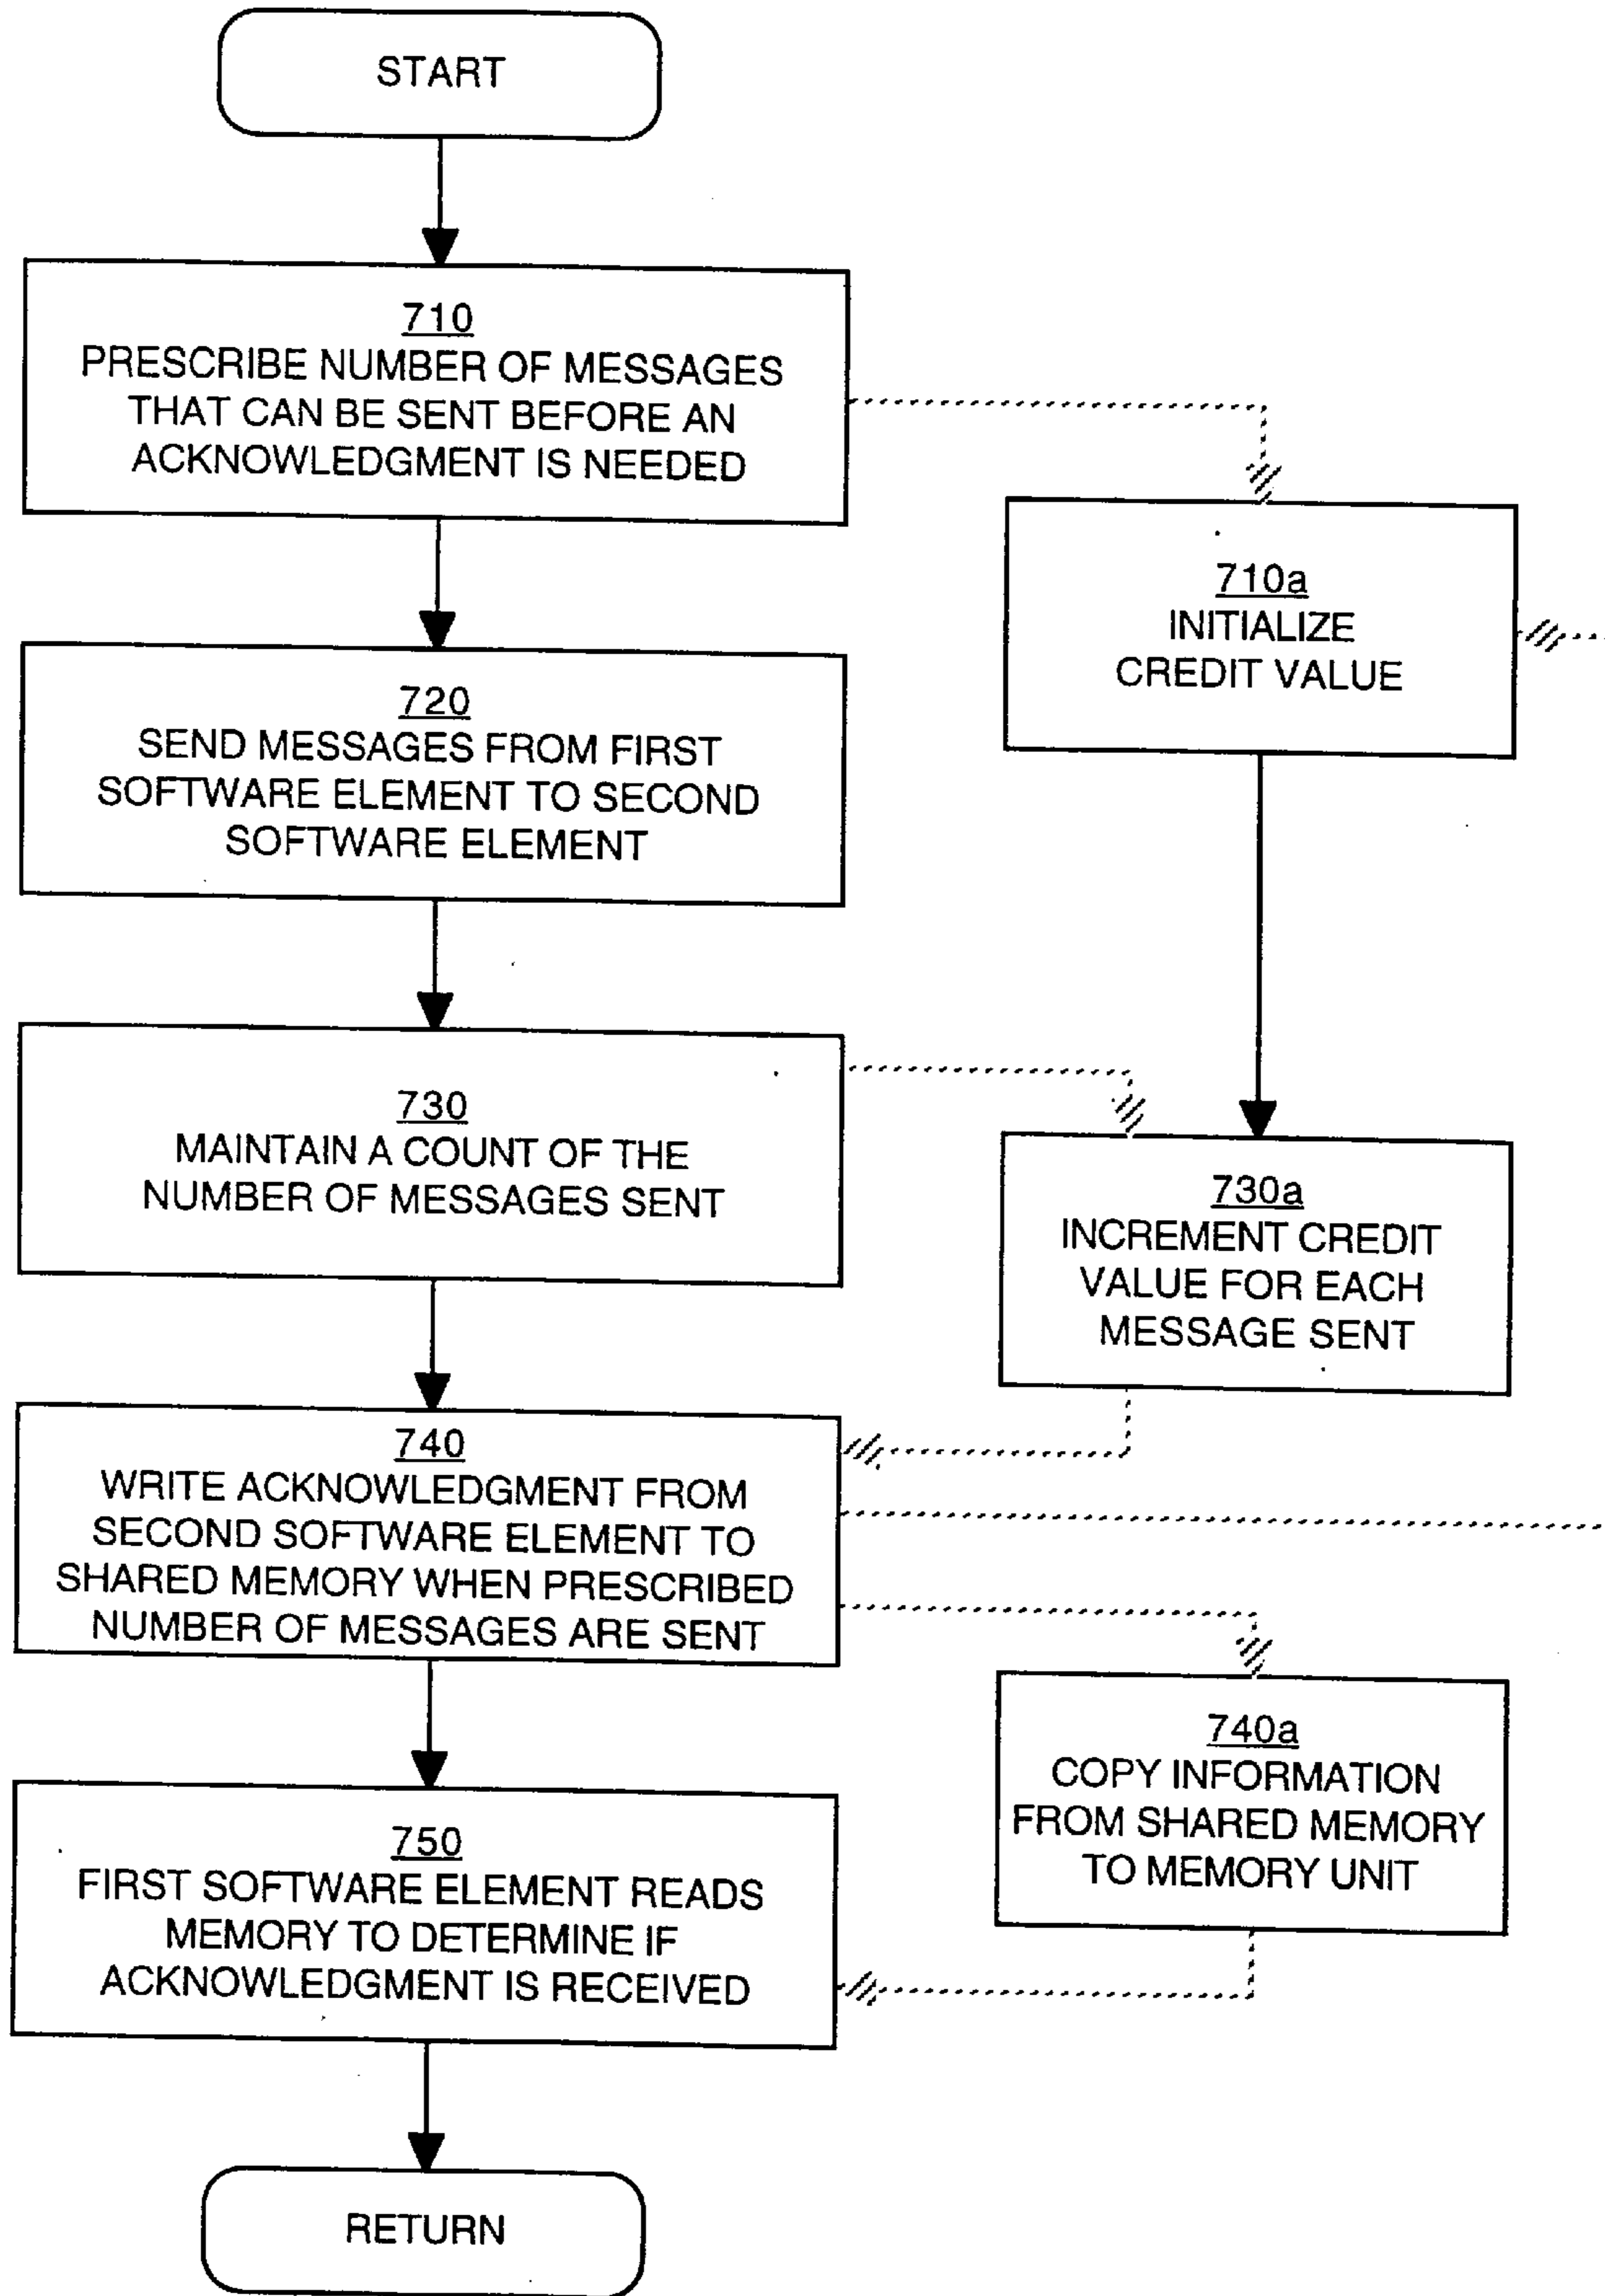 START
710
PRESCRIBE NUMBER OF MESSAGES
THAT CAN BE SENT BEFORE AN
ACKNOWLEDGMENT IS NEEDED
710a
INITIALIZE
CREDIT VALUE
720
SEND MESSAGES FROM FIRST
SOFTWARE ELEMENT TO SECOND
SOFTWARE ELEMENT
730
MAINTAIN A COUNT OF THE
NUMBER OF MESSAGES SENT
730a
INCREMENT CREDIT
VALUE FOR EACH
MESSAGE SENT
740
WRITE ACKNOWLEDGMENT FROM
SECOND SOFTWARE ELEMENT TO
SHARED MEMORY WHEN PRESCRIBED
NUMBER OF MESSAGES ARE SENT
740a
COPY INFORMATION
FROM SHARED MEMORY
TO MEMORY UNIT
750
FIRST SOFTWARE ELEMENT READS
MEMORY TO DETERMINE IF
ACKNOWLEDGMENT IS RECEIVED
RETURN